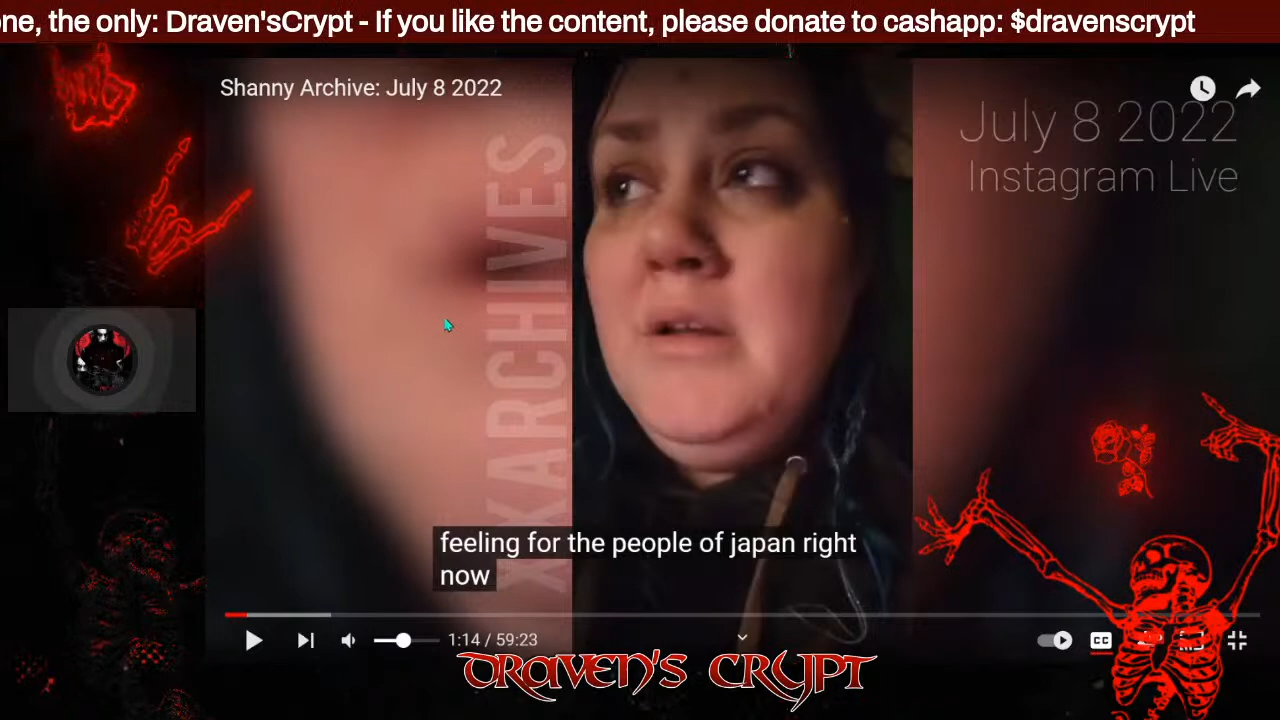 one, the only: Draven'sCrypt - If you like the content, please donate to cashapp: $dravenscrypt
Shanny Archive: July 8 2022
July 8 2022
Instagram Live
ARCHIVES
feeling for the people of japan right
now
1:14 / 59:23
CC
DRAVEN'S CRYPT